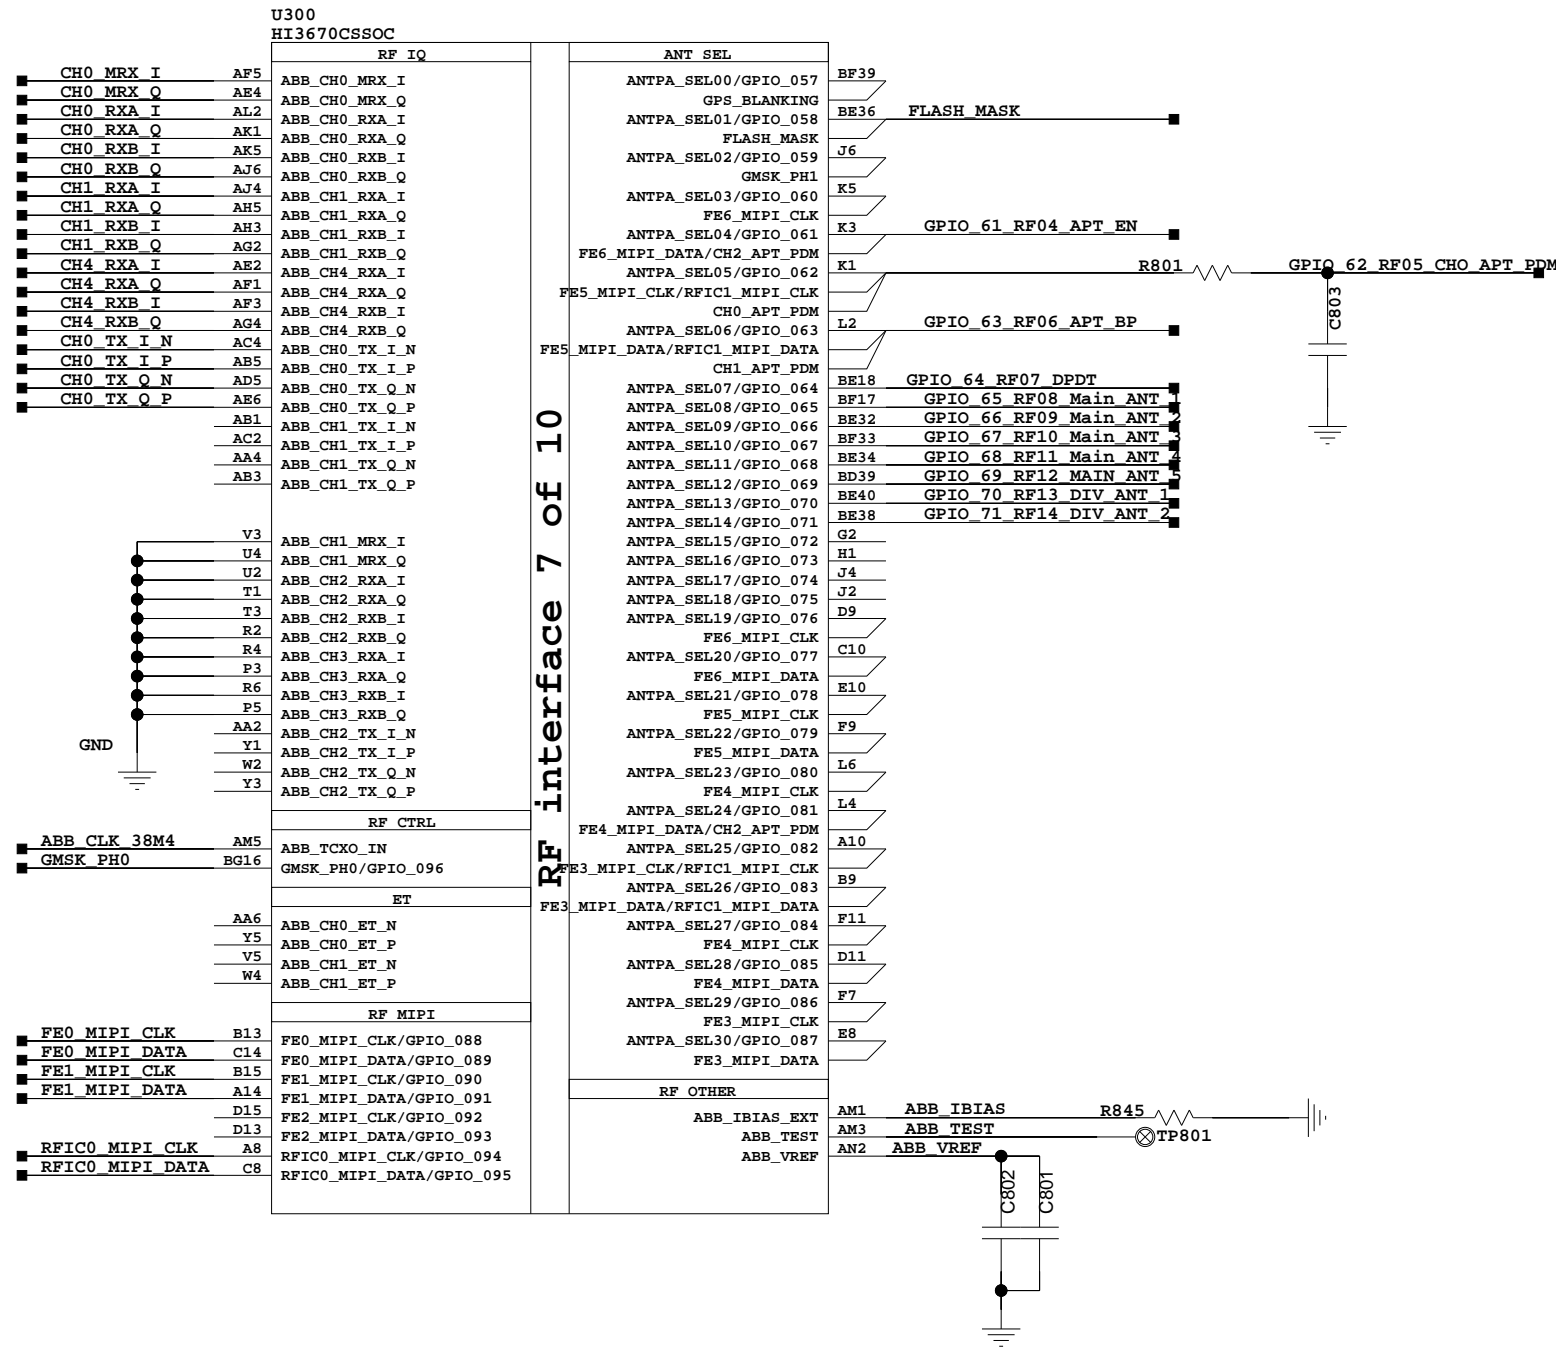 U300
HI3670CSSOC
RF IQ
CH0_MRX_I AF5 ABB_CH0_MRX_I
CH0_MRX_Q AE4 ABB_CH0_MRX_Q
CH0_RXA_I AL2 ABB_CH0_RXA_I
CH0_RXA_Q AK1 ABB_CH0_RXA_Q
CH0_RXB_I AK5 ABB_CH0_RXB_I
CH0_RXB_Q AJ6 ABB_CH0_RXB_Q
CH1_RXA_I AJ4 ABB_CH1_RXA_I
CH1_RXA_Q AH5 ABB_CH1_RXA_Q
CH1_RXB_I AH3 ABB_CH1_RXB_I
CH1_RXB_Q AG2 ABB_CH1_RXB_Q
CH4_RXA_I AE2 ABB_CH4_RXA_I
CH4_RXA_Q AF1 ABB_CH4_RXA_Q
CH4_RXB_I AF3 ABB_CH4_RXB_I
CH4_RXB_Q AG4 ABB_CH4_RXB_Q
CH0_TX_I_N AC4 ABB_CH0_TX_I_N
CH0_TX_I_P AB5 ABB_CH0_TX_I_P
CH0_TX_Q_N AD5 ABB_CH0_TX_Q_N
CH0_TX_Q_P AE6 ABB_CH0_TX_Q_P
AB1 ABB_CH1_TX_I_N
AC2 ABB_CH1_TX_I_P
AA4 ABB_CH1_TX_Q_N
AB3 ABB_CH1_TX_Q_P
V3 ABB_CH1_MRX_I
U4 ABB_CH1_MRX_Q
U2 ABB_CH2_RXA_I
T1 ABB_CH2_RXA_Q
T3 ABB_CH2_RXB_I
R2 ABB_CH2_RXB_Q
R4 ABB_CH3_RXA_I
P3 ABB_CH3_RXA_Q
R6 ABB_CH3_RXB_I
P5 ABB_CH3_RXB_Q
AA2 ABB_CH2_TX_I_N
GND
Y1 ABB_CH2_TX_I_P
W2 ABB_CH2_TX_Q_N
Y3 ABB_CH2_TX_Q_P
RF CTRL
ABB_CLK_38M4 AM5 ABB_TCXO_IN
GMSK_PH0 BG16 GMSK_PH0/GPIO_096
ET
AA6 ABB_CH0_ET_N
Y5 ABB_CH0_ET_P
V5 ABB_CH1_ET_N
W4 ABB_CH1_ET_P
RF MIPI
FE0_MIPI_CLK B13 FE0_MIPI_CLK/GPIO_088
FE0_MIPI_DATA C14 FE0_MIPI_DATA/GPIO_089
FE1_MIPI_CLK B15 FE1_MIPI_CLK/GPIO_090
FE1_MIPI_DATA A14 FE1_MIPI_DATA/GPIO_091
D15 FE2_MIPI_CLK/GPIO_092
D13 FE2_MIPI_DATA/GPIO_093
RFIC0_MIPI_CLK A8 RFIC0_MIPI_CLK/GPIO_094
RFIC0_MIPI_DATA C8 RFIC0_MIPI_DATA/GPIO_095
RF interface 7 of 10
ANT SEL
ANTPA_SEL00/GPIO_057 BF39
GPS_BLANKING
ANTPA_SEL01/GPIO_058 BE36 FLASH_MASK
FLASH_MASK
ANTPA_SEL02/GPIO_059 J6
GMSK_PH1
ANTPA_SEL03/GPIO_060 K5
FE6_MIPI_CLK
ANTPA_SEL04/GPIO_061 K3 GPIO_61_RF04_APT_EN
FE6_MIPI_DATA/CH2_APT_PDM
ANTPA_SEL05/GPIO_062 K1 R801 GPIO_62_RF05_CHO_APT_PDM
FE5_MIPI_CLK/RFIC1_MIPI_CLK
CH0_APT_PDM
C803
ANTPA_SEL06/GPIO_063 L2 GPIO_63_RF06_APT_BP
FE5_MIPI_DATA/RFIC1_MIPI_DATA
CH1_APT_PDM
ANTPA_SEL07/GPIO_064 BE18 GPIO_64_RF07_DPDT
ANTPA_SEL08/GPIO_065 BF17 GPIO_65_RF08_Main_ANT_1
ANTPA_SEL09/GPIO_066 BE32 GPIO_66_RF09_Main_ANT_2
ANTPA_SEL10/GPIO_067 BF33 GPIO_67_RF10_Main_ANT_3
ANTPA_SEL11/GPIO_068 BE34 GPIO_68_RF11_Main_ANT_4
ANTPA_SEL12/GPIO_069 BD39 GPIO_69_RF12_MAIN_ANT_5
ANTPA_SEL13/GPIO_070 BE40 GPIO_70_RF13_DIV_ANT_1
ANTPA_SEL14/GPIO_071 BE38 GPIO_71_RF14_DIV_ANT_2
ANTPA_SEL15/GPIO_072 G2
ANTPA_SEL16/GPIO_073 H1
ANTPA_SEL17/GPIO_074 J4
ANTPA_SEL18/GPIO_075 J2
ANTPA_SEL19/GPIO_076 D9
FE6_MIPI_CLK
ANTPA_SEL20/GPIO_077 C10
FE6_MIPI_DATA
ANTPA_SEL21/GPIO_078 E10
FE5_MIPI_CLK
ANTPA_SEL22/GPIO_079 F9
FE5_MIPI_DATA
ANTPA_SEL23/GPIO_080 L6
FE4_MIPI_CLK
ANTPA_SEL24/GPIO_081 L4
FE4_MIPI_DATA/CH2_APT_PDM
ANTPA_SEL25/GPIO_082 A10
FE3_MIPI_CLK/RFIC1_MIPI_CLK
ANTPA_SEL26/GPIO_083 B9
FE3_MIPI_DATA/RFIC1_MIPI_DATA
ANTPA_SEL27/GPIO_084 F11
FE4_MIPI_CLK
ANTPA_SEL28/GPIO_085 D11
FE4_MIPI_DATA
ANTPA_SEL29/GPIO_086 F7
FE3_MIPI_CLK
ANTPA_SEL30/GPIO_087 E8
FE3_MIPI_DATA
RF OTHER
ABB_IBIAS_EXT AM1 ABB_IBIAS R845
ABB_TEST AM3 ABB_TEST TP801
ABB_VREF AN2 ABB_VREF
C802
C801